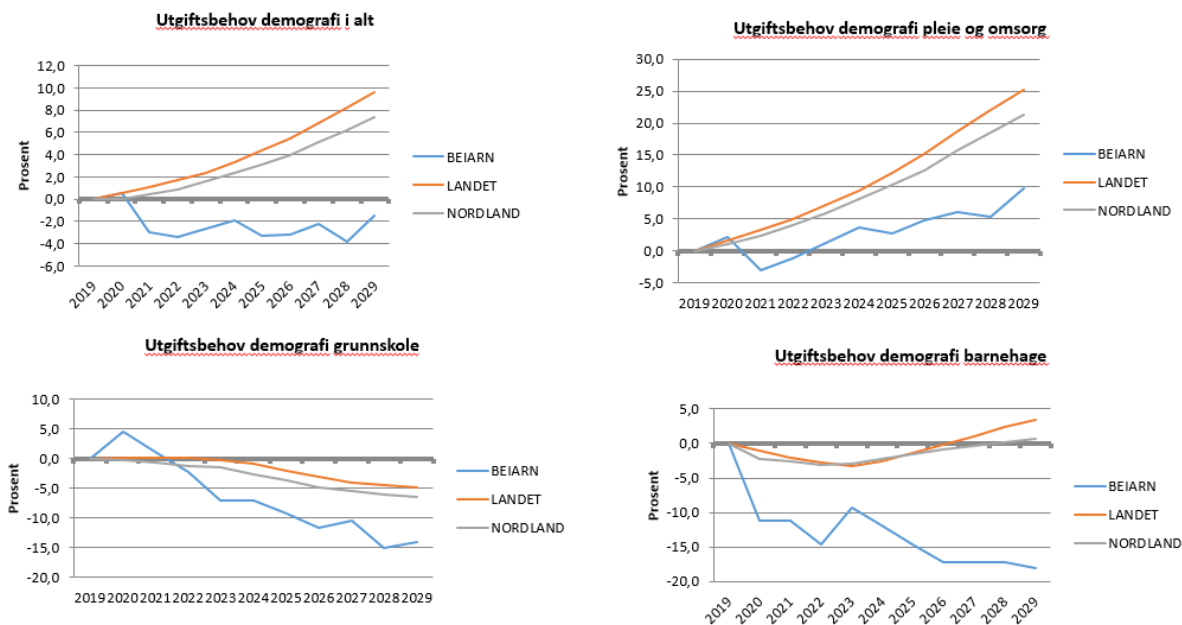 Utgiftsbehov demografi i alt
12,0
10,0
8,0
6,0
4,0
2,0
0,0
-2,0
-4,0
-6,0
Prosent
2019 2020 2021 2022 2023 2024 2025 2026 2027 2028 2029
BEIARN
LANDET
NORDLAND
Utgiftsbehov demografi pleie og omsorg
30,0
25,0
20,0
15,0
10,0
5,0
0,0
-5,0
Prosent
2019 2020 2021 2022 2023 2024 2025 2026 2027 2028 2029
BEIARN
LANDET
NORDLAND
Utgiftsbehov demografi grunnskole
10,0
5,0
0,0
-5,0
-10,0
-15,0
-20,0
Prosent
2019 2020 2021 2022 2023 2024 2025 2026 2027 2028 2029
BEIARN
LANDET
NORDLAND
Utgiftsbehov demografi barnehage
5,0
0,0
-5,0
-10,0
-15,0
-20,0
Prosent
2019 2020 2021 2022 2023 2024 2025 2026 2027 2028 2029
BEIARN
LANDET
NORDLAND